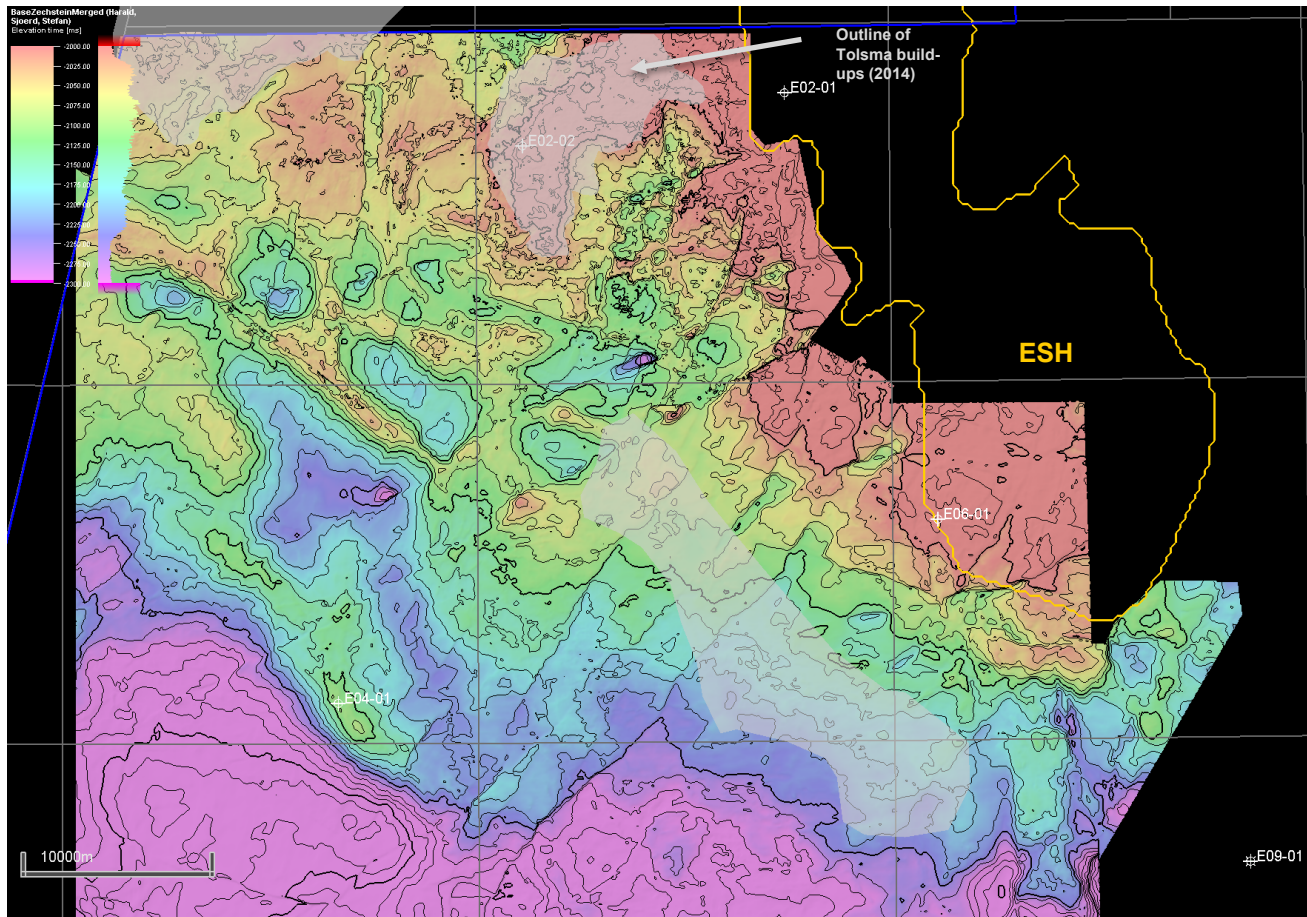 BaseZechsteinMerged (Harald,
Sjoerd, Stefan)
Elevation time [ms]
-2000.00
-2025.00
-2050.00
-2075.00
-2100.00
-2125.00
-2150.00
-2175.00
-2200.00
-2225.00
-2250.00
-2300.00
Outline of
Tolsma build-
ups (2014)
E02-01
E02-02
ESH
E06-01
E04-01
10000m
E09-01